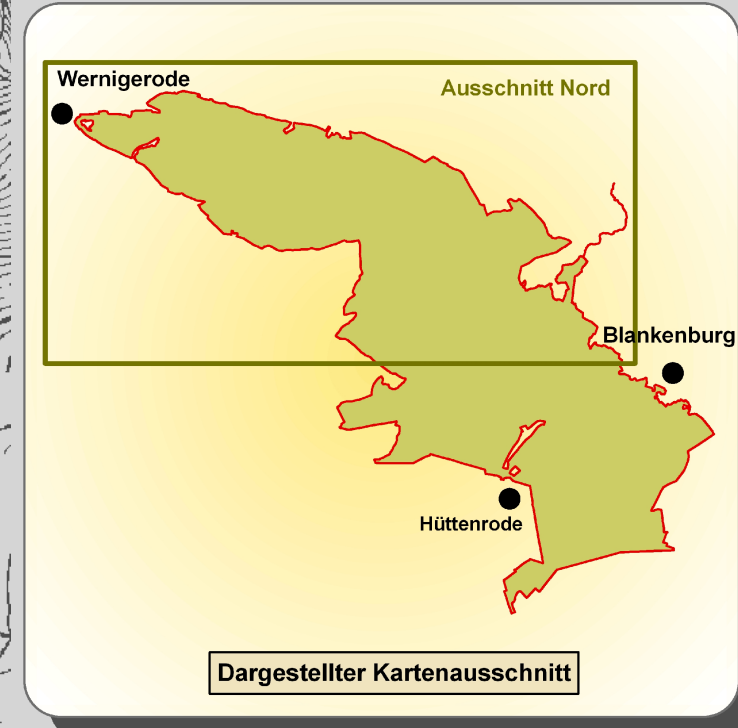 Wernigerode
Ausschnitt Nord
Blankenburg
Hüttenrode
Dargestellter Kartenausschnitt